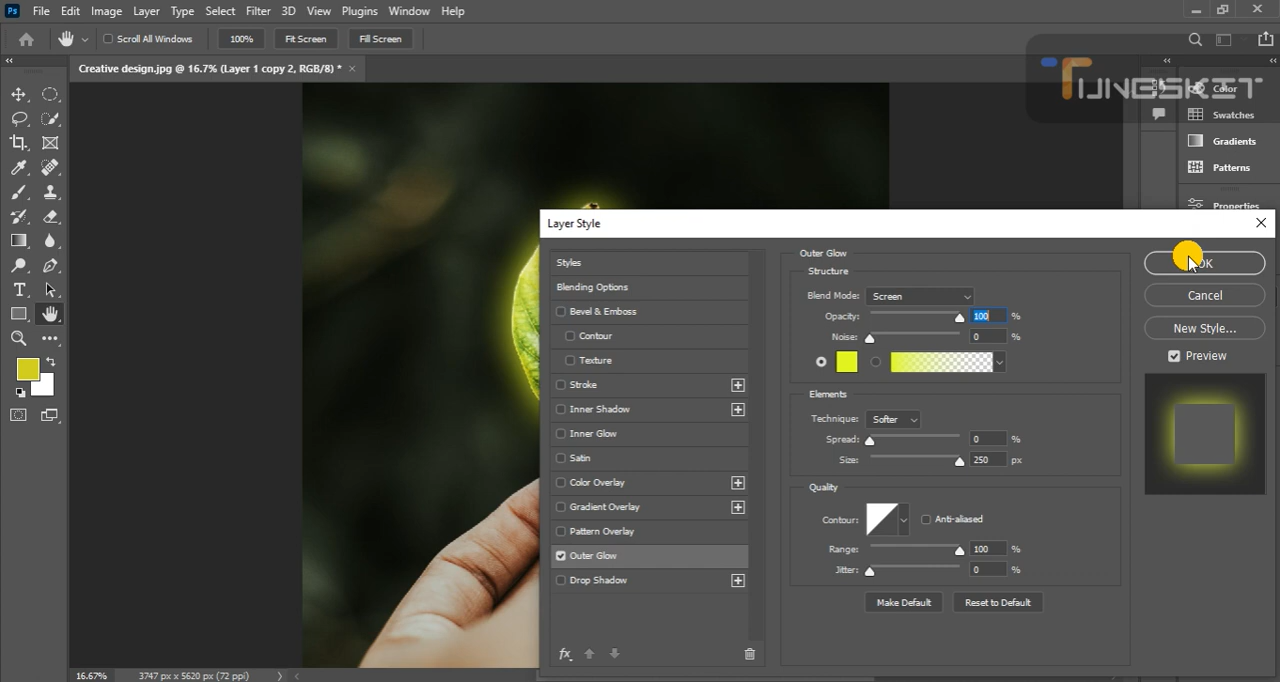 Ps File Edit Image Layer Type Select Filter 3D View Plugins Window Help
Scroll All Windows 100% Fit Screen Fill Screen
Creative design.jpg @ 16.7% (Layer 1 copy 2, RGB/8) * ×
TUNESKIT
Color
Swatches
Gradients
Patterns
Properties
Layer Style
Styles
Blending Options
Bevel & Emboss
Contour
Texture
Stroke
Inner Shadow
Inner Glow
Satin
Color Overlay
Gradient Overlay
Pattern Overlay
Outer Glow
Drop Shadow
fx
Outer Glow
Structure
Blend Mode: Screen
Opacity: 100 %
Noise: 0 %
Elements
Technique: Softer
Spread: 0 %
Size: 250 px
Quality
Contour: Anti-aliased
Range: 100 %
Jitter: 0 %
Make Default Reset to Default
OK
Cancel
New Style...
Preview
16.67% 3747 px x 5620 px (72 ppi)